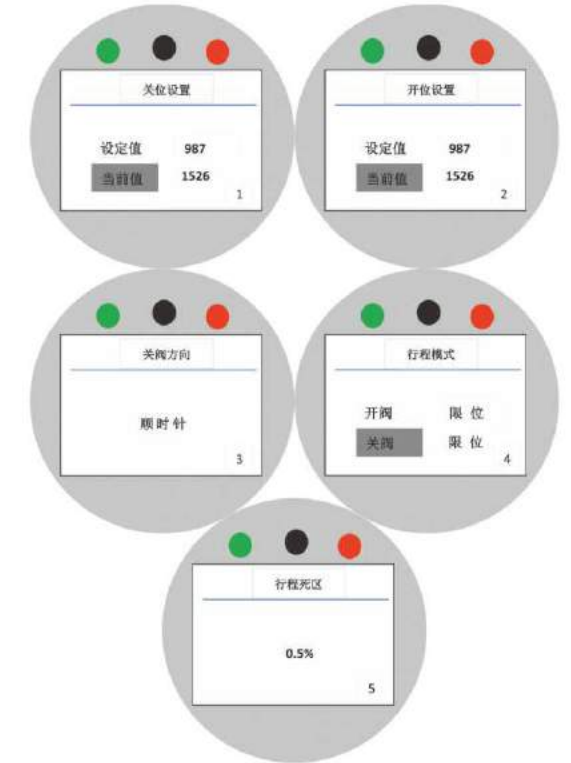 关位设置
设定值 987
当前值 1526
1
开位设置
设定值 987
当前值 1526
2
关阀方向
顺时针
3
行程模式
开阀 限位
关阀 限位
4
行程死区
0.5%
5